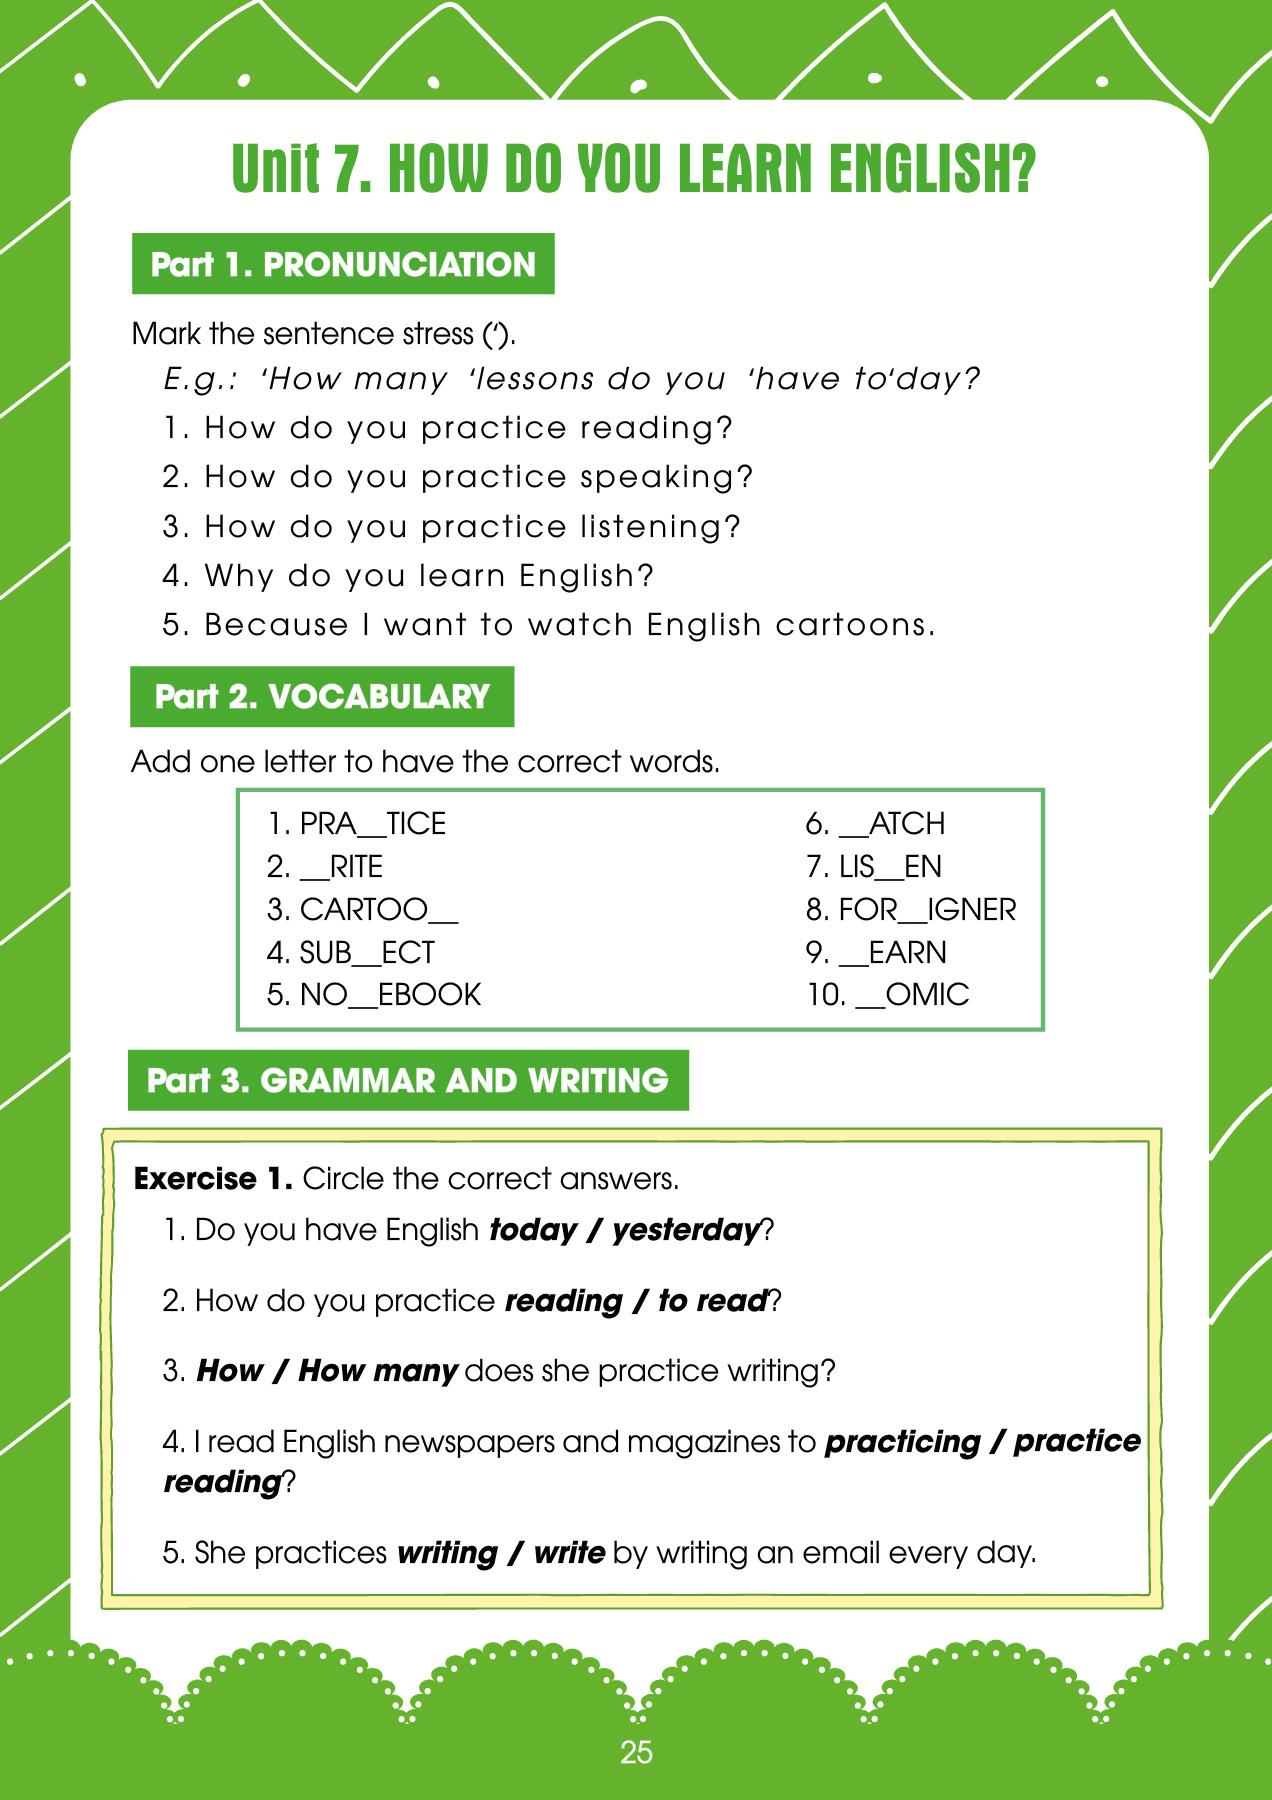 Unit 7. HOW DO YOU LEARN ENGLISH?
Part 1. PRONUNCIATION
Mark the sentence stress (‘).
E.g.: ‘How many ‘lessons do you ‘have to‘day?
1. How do you practice reading?
2. How do you practice speaking?
3. How do you practice listening?
4. Why do you learn English?
5. Because I want to watch English cartoons.
Part 2. VOCABULARY
Add one letter to have the correct words.
1. PRA__TICE
2. __RITE
3. CARTOO__
4. SUB__ECT
5. NO__EBOOK
6. __ATCH
7. LIS__EN
8. FOR__IGNER
9. __EARN
10. __OMIC
Part 3. GRAMMAR AND WRITING
Exercise 1. Circle the correct answers.
1. Do you have English today / yesterday?
2. How do you practice reading / to read?
3. How / How many does she practice writing?
4. I read English newspapers and magazines to practicing / practice
reading?
5. She practices writing / write by writing an email every day.
25